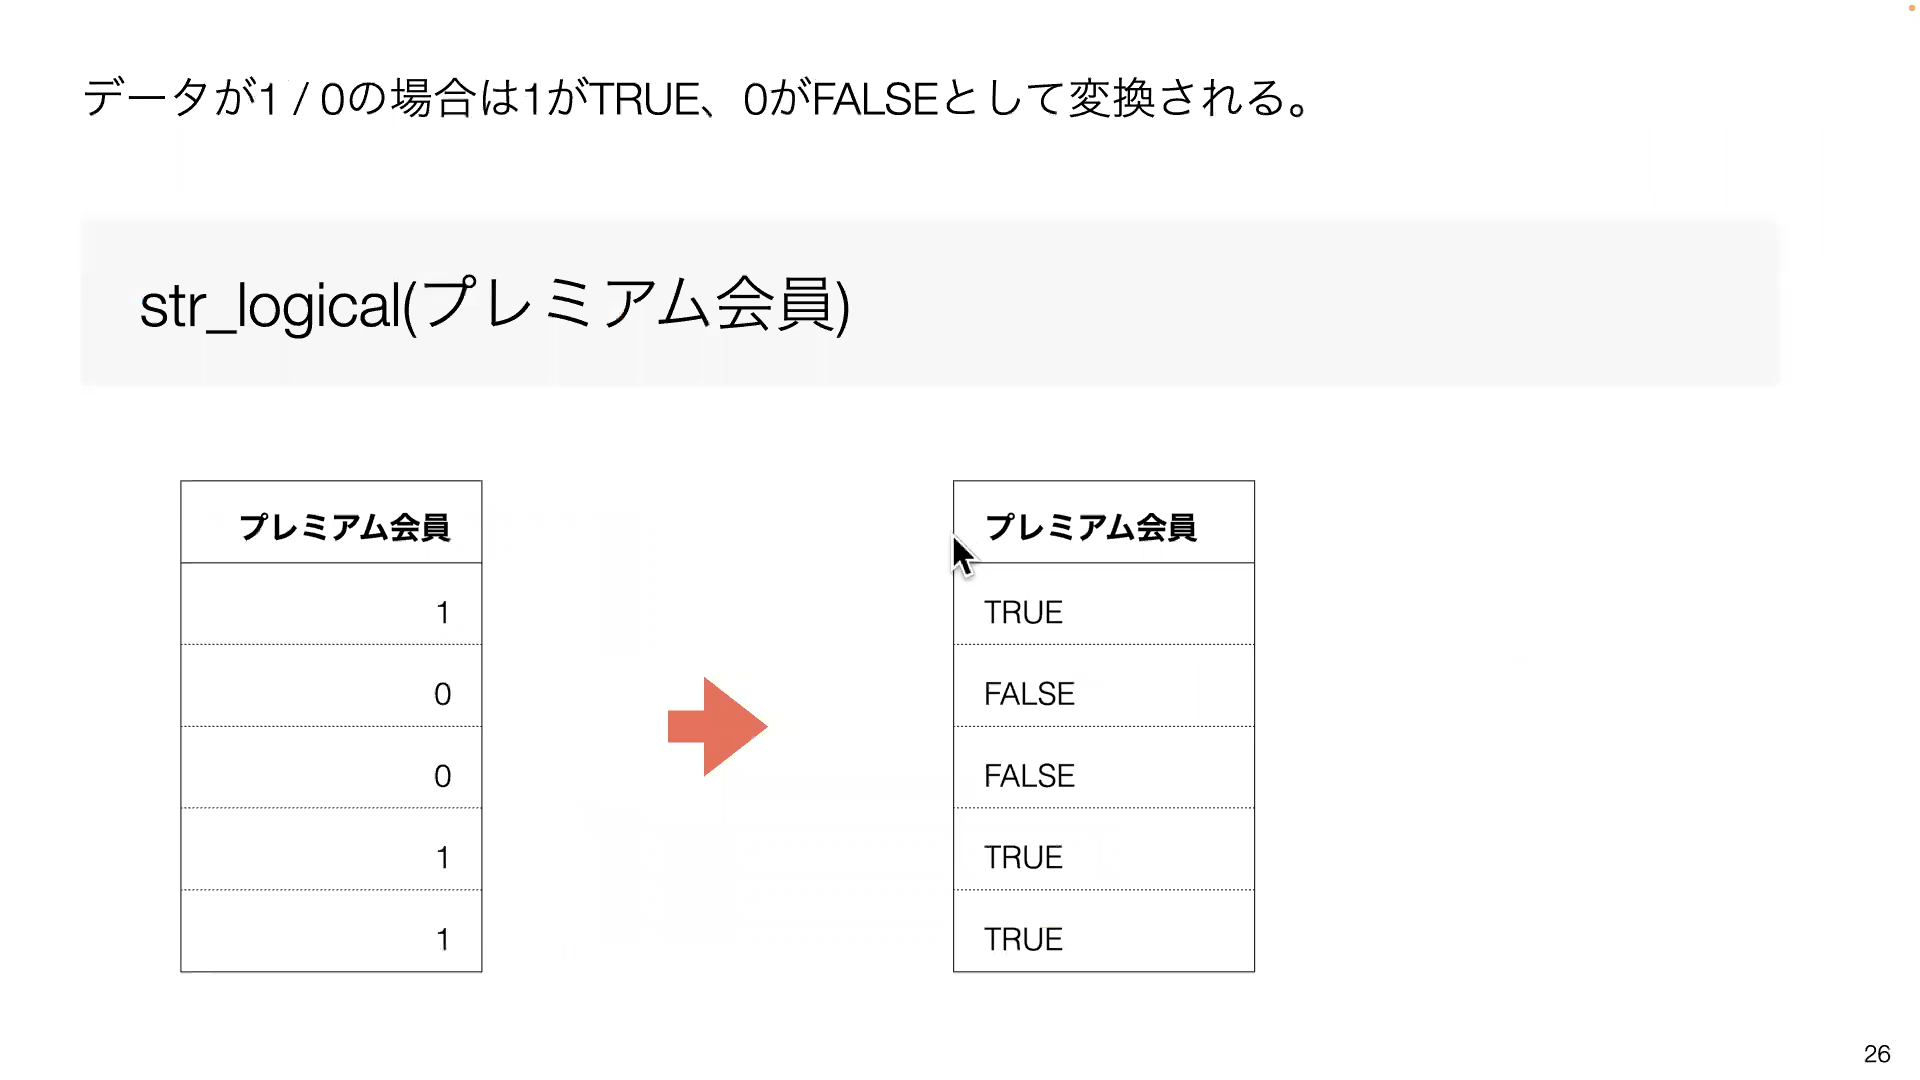 データが1 / 0の場合は1がTRUE、0がFALSEとして変換される。
str_logical(プレミアム会員)
プレミアム会員
1
0
0
1
1
プレミアム会員
TRUE
FALSE
FALSE
TRUE
TRUE
26